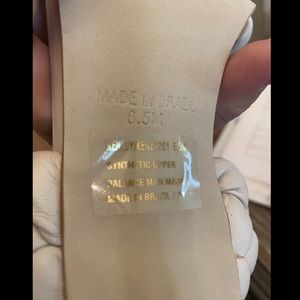 MADE IN BRAZIL
6.5M
SYNTHETIC UPPER
BALANCE MAN MADE
MADE IN BRAZIL /